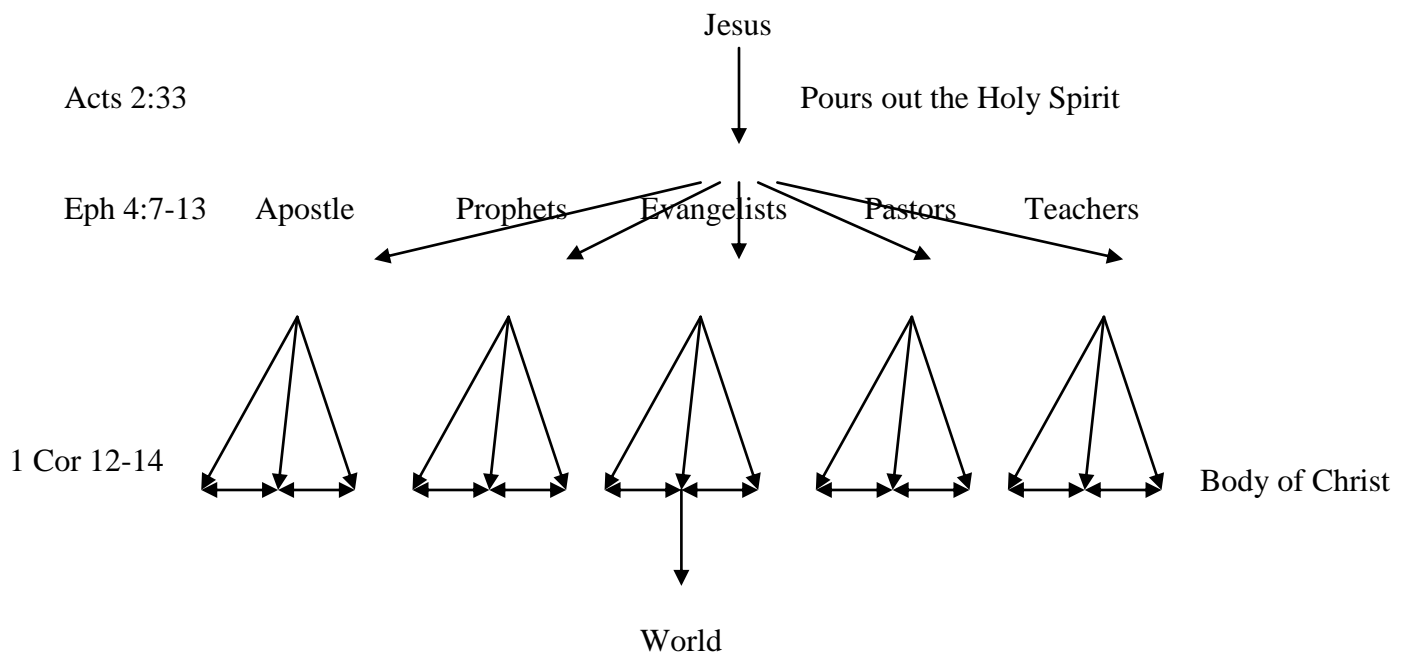 Jesus
Acts 2:33 Pours out the Holy Spirit
Eph 4:7-13 Apostle Prophets Evangelists Pastors Teachers
1 Cor 12-14
Body of Christ
World